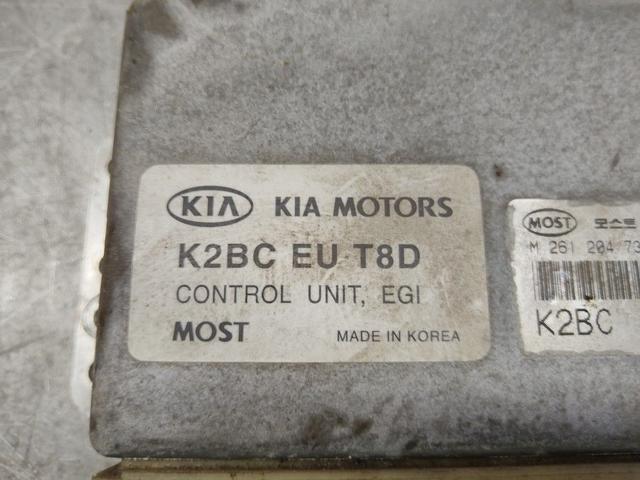 KIA KIA MOTORS
K2BC EU T8D
CONTROL UNIT, EGI
MOST MADE IN KOREA
MOST 모스트
M 261 204 73
K2BC